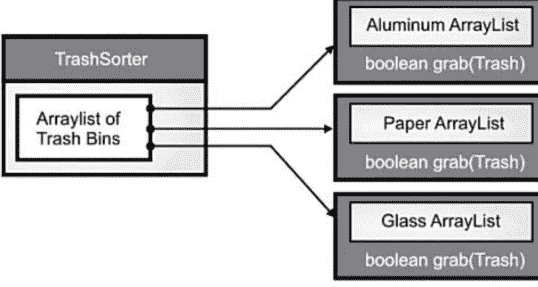 TrashSorter
Arraylist of
Trash Bins
Aluminum ArrayList
boolean grab(Trash)
Paper ArrayList
boolean grab(Trash)
Glass ArrayList
boolean grab(Trash)